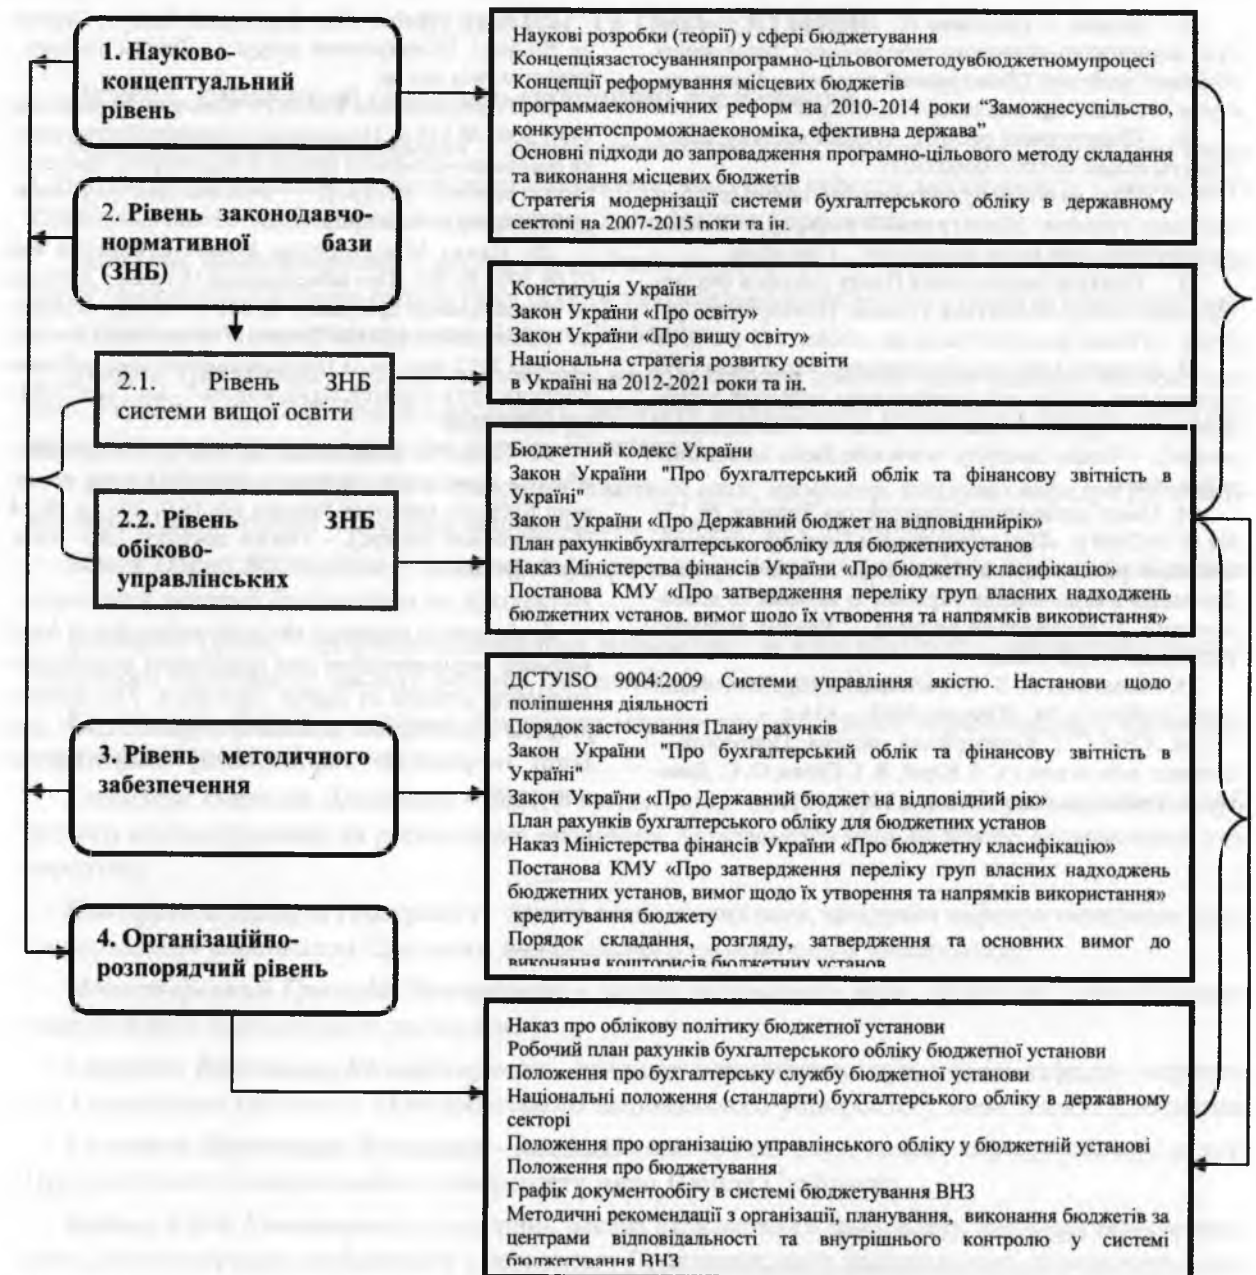 1. Науково-
концептуальний
рівень
Наукові розробки (теорії) у сфері бюджетування
Концепціязастосуванняпрограмно-цільовогометодувбюджетномупроцесі
Концепції реформування місцевих бюджетів
программаекономічних реформ на 2010-2014 роки “Заможнесуспільство,
конкурентоспроможнаекономіка, ефективна держава"
Основні підходи до запровадження програмно-цільового методу складання
та виконання місцевих бюджетів
Стратегія модернізації системи бухгалтерського обліку в державному
секторі на 2007-2015 роки та ін.
2. Рівень законодавчо-
нормативної бази
(ЗНБ)
2.1. Рівень ЗНБ
системи вищої освіти
Конституція України
Закон України «Про освіту»
Закон України «Про вищу освіту»
Національна стратегія розвитку освіти
в Україні на 2012-2021 роки та ін.
2.2. Рівень ЗНБ
обіково-
управлінських
Бюджетний кодекс України
Закон України "Про бухгалтерський облік та фінансову звітність в
Україні"
Закон України «Про Державний бюджет на відповіднийрік»
План рахунківбухгалтерськогообліку для бюджетнихустанов
Наказ Міністерства фінансів України «Про бюджетну класифікацію»
Постанова КМУ «Про затвердження переліку груп власних надходжень
бюджетних установ, вимог щодо їх утворення та напрямків використання»
3. Рівень методичного
забезпечення
ДСТУISO 9004:2009 Системи управління якістю. Настанови щодо
поліпшення діяльності
Порядок застосування Плану рахунків
Закон України "Про бухгалтерський облік та фінансову звітність в
Україні"
Закон України «Про Державний бюджет на відповідний рік»
План рахунків бухгалтерського обліку для бюджетних установ
Наказ Міністерства фінансів України «Про бюджетну класифікацію»
Постанова КМУ «Про затвердження переліку груп власних надходжень
бюджетних установ, вимог щодо їх утворення та напрямків використання»
кредитування бюджету
Порядок складання, розгляду, затвердження та основних вимог до
виконання кошторисів бюджетних установ
4. Організаційно-
розпорядчий рівень
Наказ про облікову політику бюджетної установи
Робочий план рахунків бухгалтерського обліку бюджетної установи
Положення про бухгалтерську службу бюджетної установи
Національні положення (стандарти) бухгалтерського обліку в державному
секторі
Положення про організацію управлінського обліку у бюджетній установі
Положення про бюджетування
Графік документообігу в системі бюджетування ВНЗ
Методичні рекомендації з організації, планування, виконання бюджетів за
центрами відповідальності та внутрішнього контролю у системі
бюджетування ВНЗ